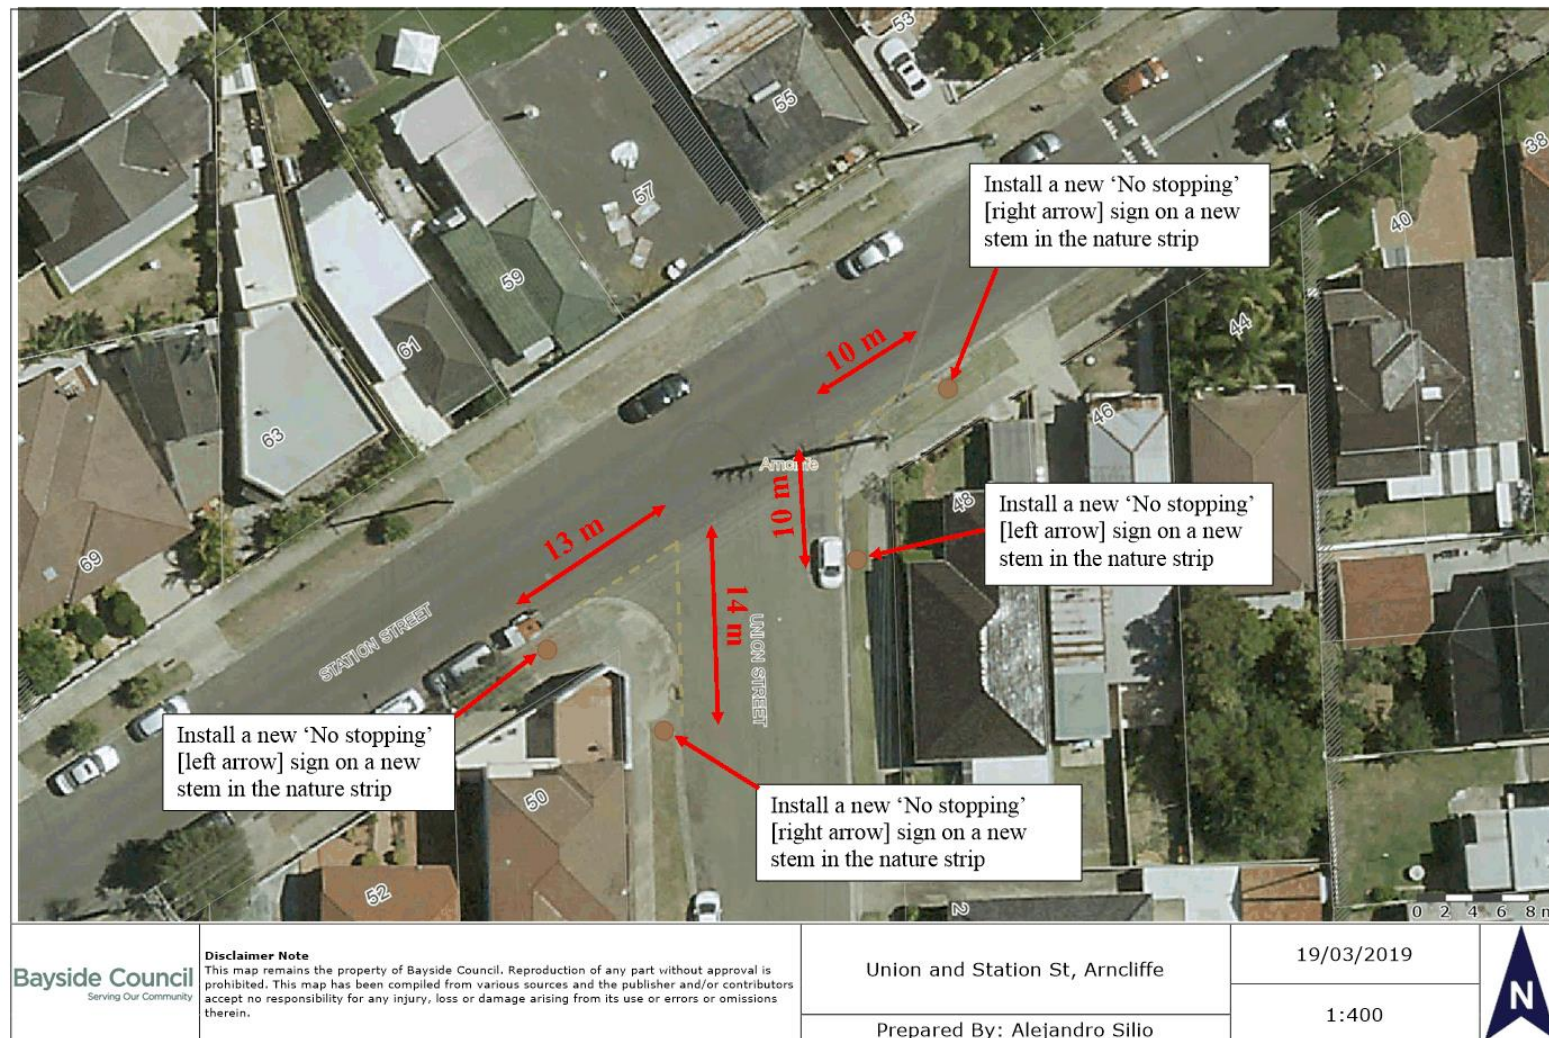 53
55
57
59
61
63
69
38
40
44
46
48
50
52
2
Install a new ‘No stopping’
[right arrow] sign on a new
stem in the nature strip
10 m
Arncliffe
10 m
Install a new ‘No stopping’
[left arrow] sign on a new
stem in the nature strip
13 m
14 m
STATION STREET
UNION STREET
Install a new ‘No stopping’
[left arrow] sign on a new
stem in the nature strip
Install a new ‘No stopping’
[right arrow] sign on a new
stem in the nature strip
0 2 4 6 8 m
Bayside Council
Serving Our Community
Disclaimer Note
This map remains the property of Bayside Council. Reproduction of any part without approval is
prohibited. This map has been compiled from various sources and the publisher and/or contributors
accept no responsibility for any injury, loss or damage arising from its use or errors or omissions
therein.
Union and Station St, Arncliffe
Prepared By: Alejandro Silio
19/03/2019
1:400
N